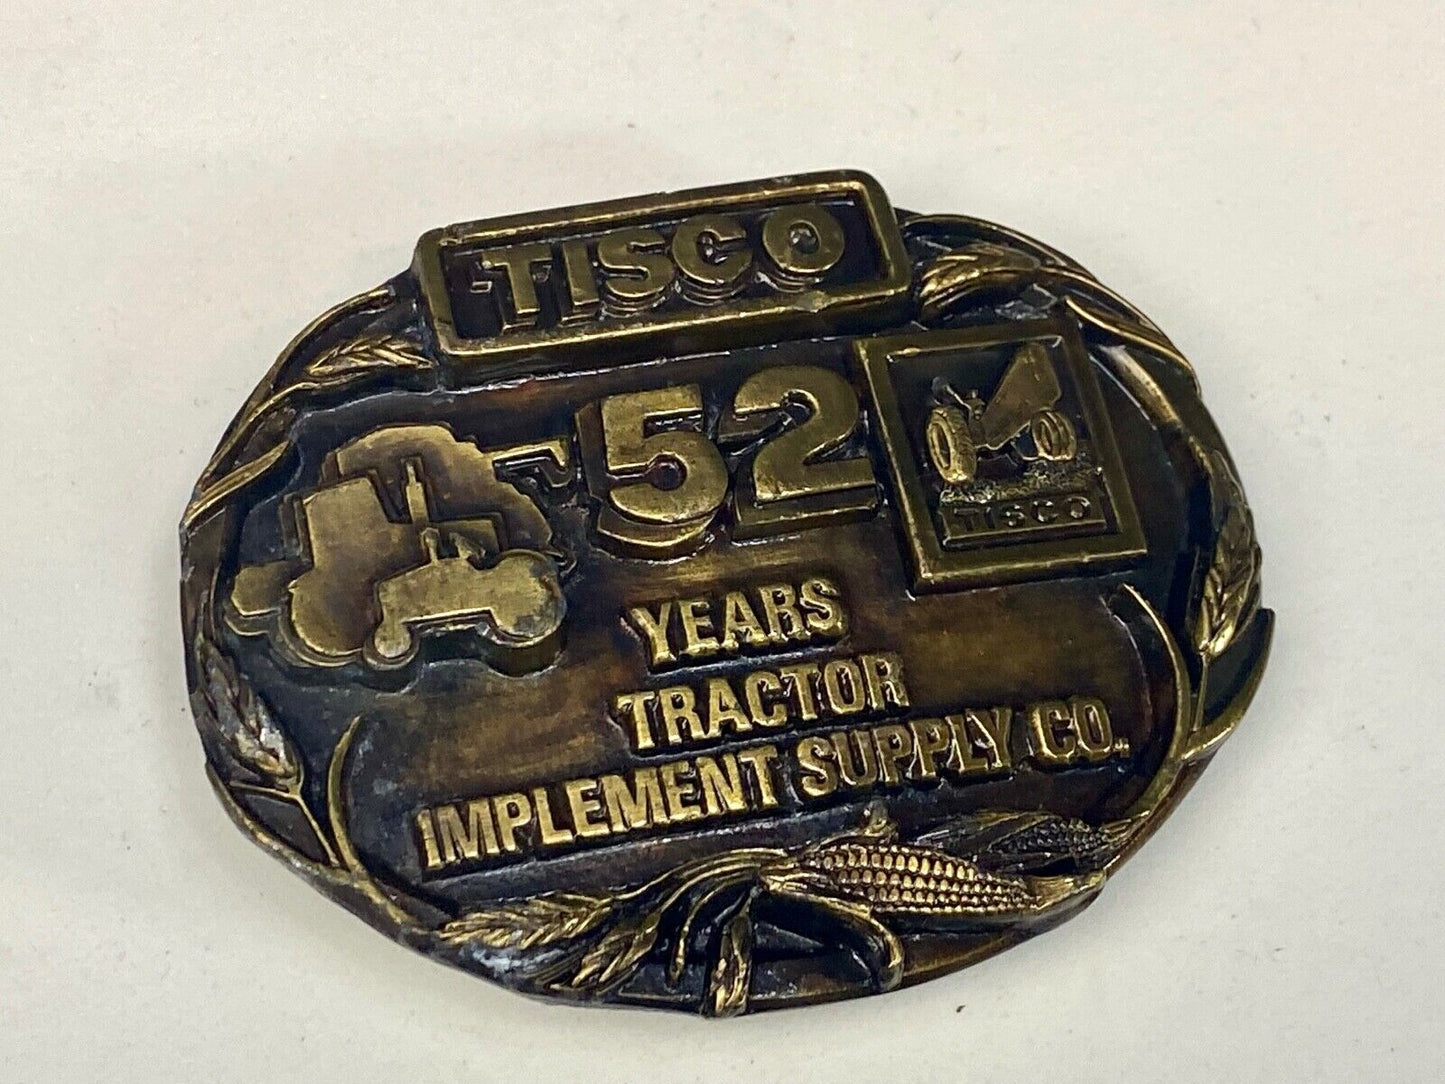 TISCO
52
TISCO
YEARS
TRACTOR
IMPLEMENT SUPPLY CO.